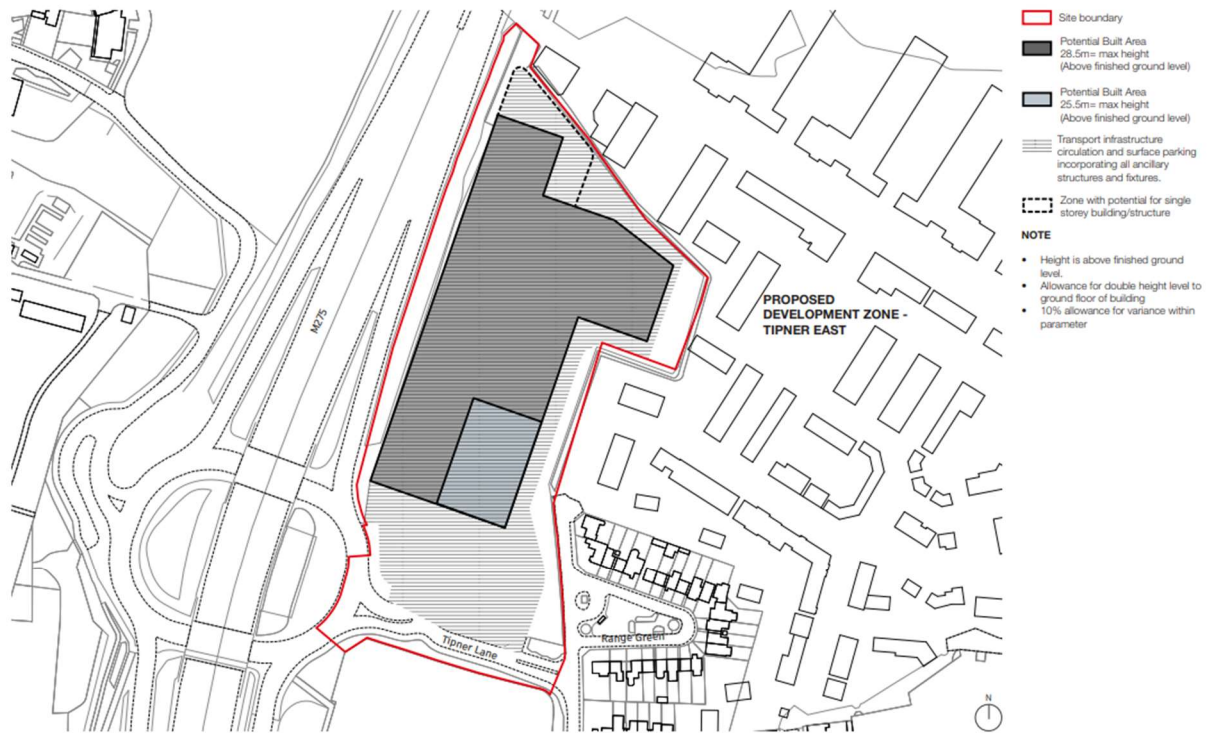 Site boundary
Potential Built Area
28.5m= max height
(Above finished ground level)
Potential Built Area
25.5m= max height
(Above finished ground level)
Transport infrastructure
circulation and surface parking
incorporating all ancillary
structures and fixtures.
Zone with potential for single
storey building/structure
NOTE
• Height is above finished ground
level.
• Allowance for double height level to
ground floor of building
• 10% allowance for variance within
parameter
M275
PROPOSED
DEVELOPMENT ZONE -
TIPNER EAST
Tipner Lane
Range Green
N